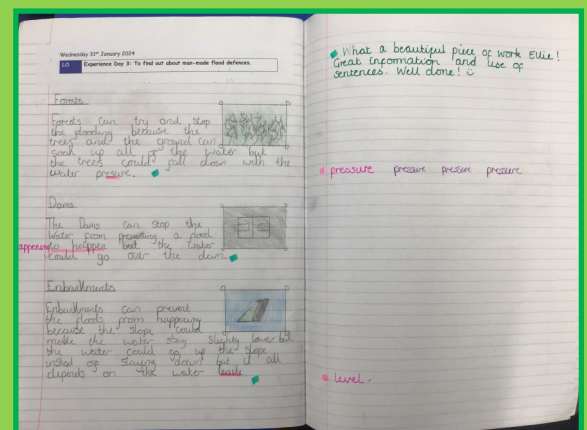 Wednesday 31st January 2024
LO Experience Day 3: To find out about man-made flood defences.
Forests
Forests can try and stop
the flooding because the
trees and the ground can
soak up all of the water but
the trees could fall down with the
water presure.
Dams
The Dams can stop the
water from prevotting a flood
appening to happen but the water
could go over the dam.
Embankments
Embankments can prevent
the floods from happening
because the slope could
make the water stay slightly lower but
the water could go up the slope
insted of staying down but it all
depends on the water
What a beautiful piece of work Ellie!
Great information and use of
sentences. Well done!
preasure pressure pressure pressure
level.